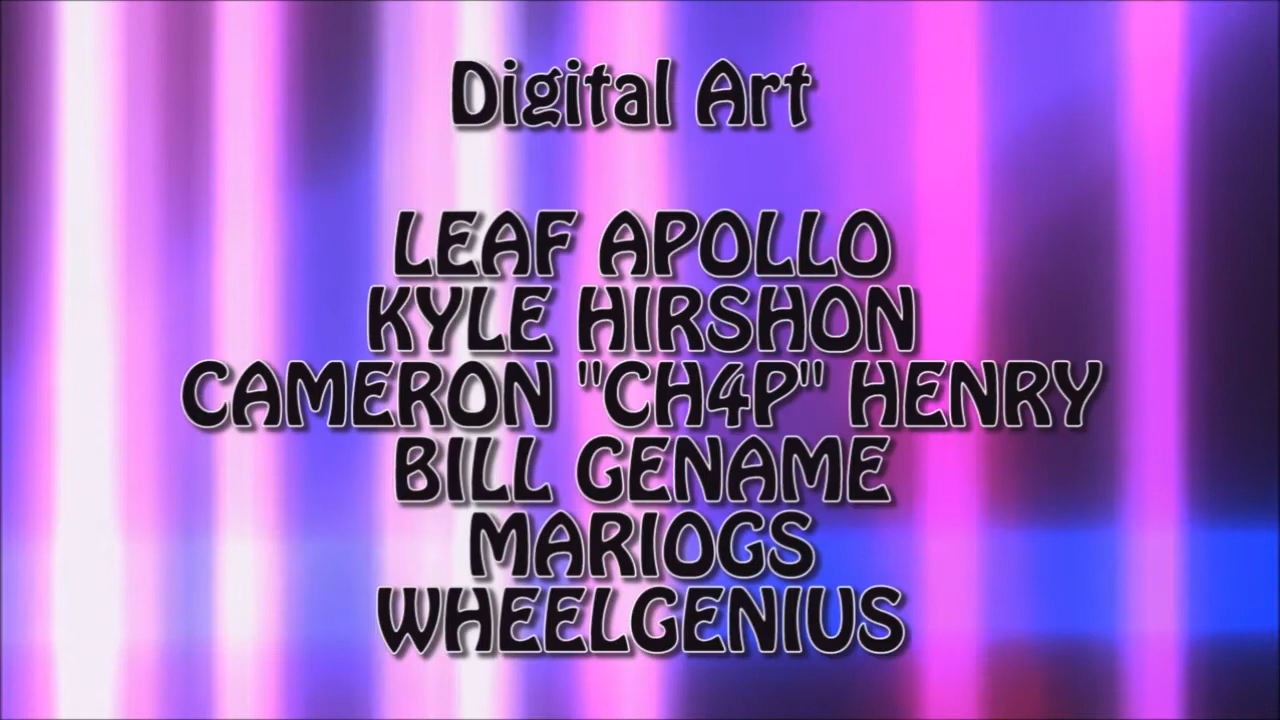 Digital Art
LEAF APOLLO
KYLE HIRSHON
CAMERON "CH4P" HENRY
BILL GENAME
MARIOGS
WHEELGENIUS